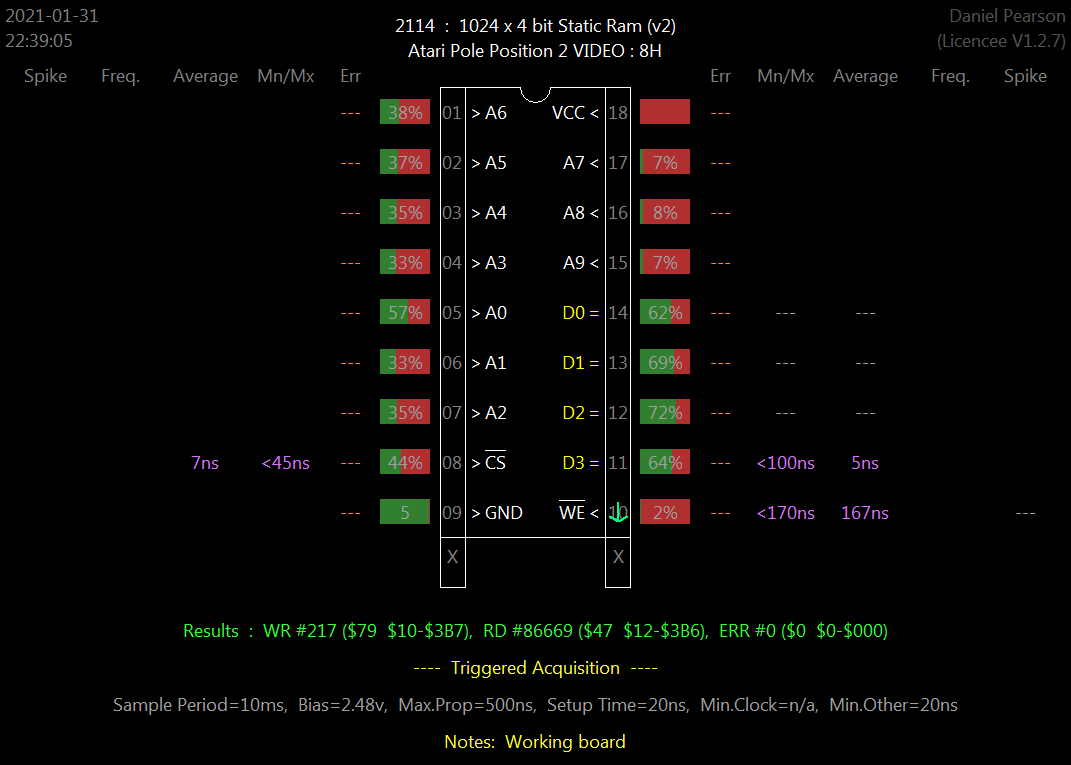 2021-01-31 2114 : 1024 x 4 bit Static Ram (v2) Daniel Pearson
22:39:05 Atari Pole Position 2 VIDEO : 8H (Licencee V1.2.7)
Spike Freq. Average Mn/Mx Err Err Mn/Mx Average Freq. Spike
--- 38% 01 > A6 VCC < 18 ---
--- 37% 02 > A5 A7 < 17 7% ---
--- 35% 03 > A4 A8 < 16 8% ---
--- 33% 04 > A3 A9 < 15 7% ---
--- 57% 05 > A0 D0 = 14 62% --- --- ---
--- 33% 06 > A1 D1 = 13 69% --- --- ---
--- 35% 07 > A2 D2 = 12 72% --- --- ---
7ns <45ns --- 44% 08 > C̅S̅ D3 = 11 64% --- <100ns 5ns
--- 5 09 > GND W̅E̅ < 10 2% --- <170ns 167ns ---
X X
Results : WR #217 ($79 $10-$3B7), RD #86669 ($47 $12-$3B6), ERR #0 ($0 $0-$000)
---- Triggered Acquisition ----
Sample Period=10ms, Bias=2.48v, Max.Prop=500ns, Setup Time=20ns, Min.Clock=n/a, Min.Other=20ns
Notes: Working board